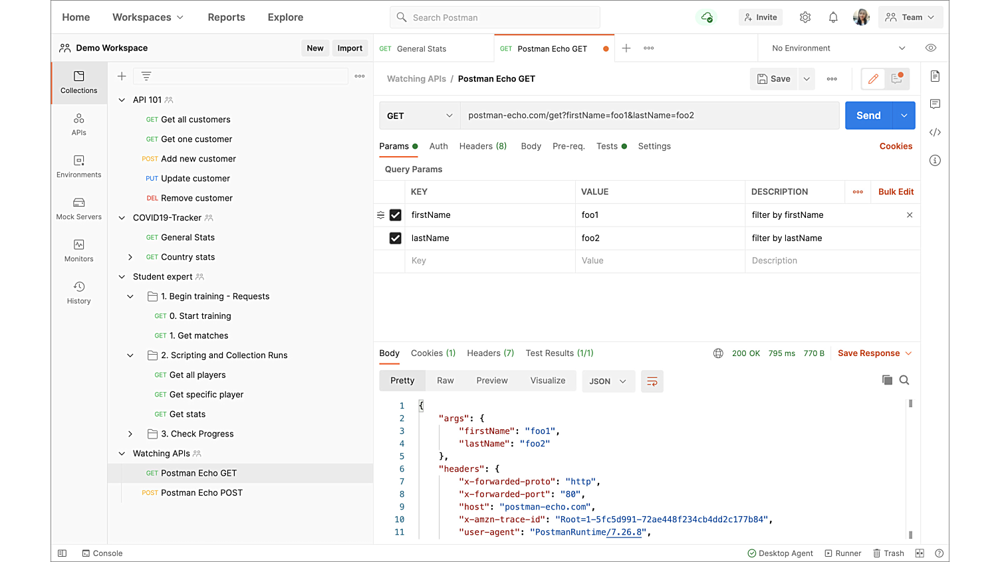 Home Workspaces Reports Explore Search Postman Invite Team
Demo Workspace New Import GET General Stats GET Postman Echo GET No Environment
Collections
APIs
Environments
Mock Servers
Monitors
History
API 101
GET Get all customers
GET Get one customer
POST Add new customer
PUT Update customer
DEL Remove customer
COVID19-Tracker
GET General Stats
GET Country stats
Student expert
1. Begin training - Requests
GET 0. Start training
GET 1. Get matches
2. Scripting and Collection Runs
GET Get all players
GET Get specific player
GET Get stats
3. Check Progress
Watching APIs
GET Postman Echo GET
POST Postman Echo POST
Watching APIs / Postman Echo GET Save
GET postman-echo.com/get?firstName=foo1&lastName=foo2 Send
Params Auth Headers (8) Body Pre-req. Tests Settings Cookies
Query Params
KEY VALUE DESCRIPTION Bulk Edit
firstName foo1 filter by firstName
lastName foo2 filter by lastName
Key Value Description
Body Cookies (1) Headers (7) Test Results (1/1) 200 OK 795 ms 770 B Save Response
Pretty Raw Preview Visualize JSON
1 {
2 "args": {
3 "firstName": "foo1",
4 "lastName": "foo2"
5 },
6 "headers": {
7 "x-forwarded-proto": "http",
8 "x-forwarded-port": "80",
9 "host": "postman-echo.com",
10 "x-amzn-trace-id": "Root=1-5fc5d991-72ae448f234cb4dd2c177b84",
11 "user-agent": "PostmanRuntime/7.26.8",
Console Desktop Agent Runner Trash